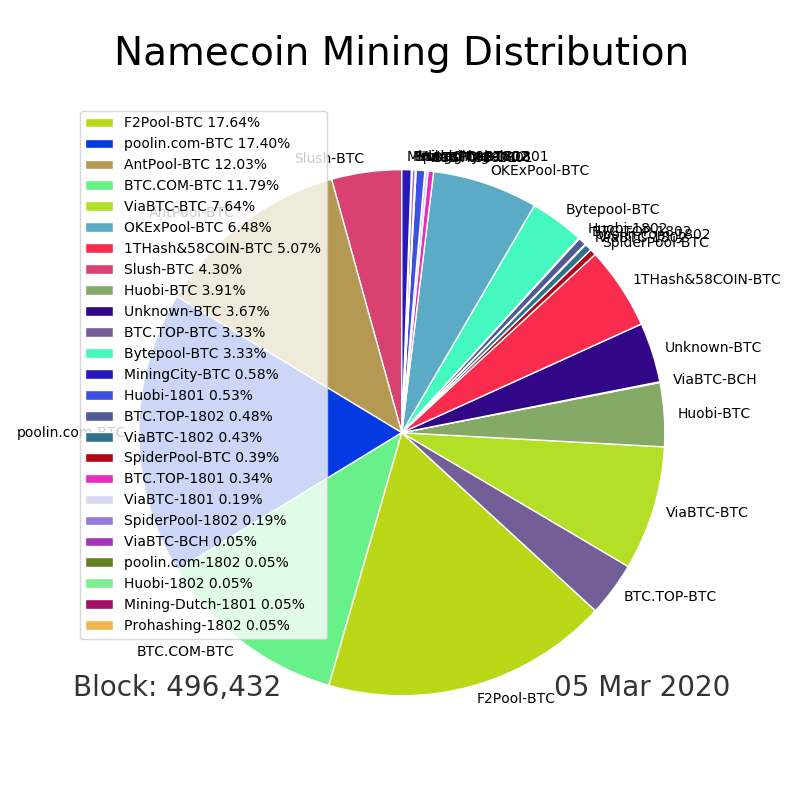 Namecoin Mining Distribution
F2Pool-BTC 17.64%
poolin.com-BTC 17.40%
AntPool-BTC 12.03%
BTC.COM-BTC 11.79%
ViaBTC-BTC 7.64%
OKExPool-BTC 6.48%
1THash&58COIN-BTC 5.07%
Slush-BTC 4.30%
Huobi-BTC 3.91%
Unknown-BTC 3.67%
BTC.TOP-BTC 3.33%
Bytepool-BTC 3.33%
MiningCity-BTC 0.58%
Huobi-1801 0.53%
BTC.TOP-1802 0.48%
ViaBTC-1802 0.43%
SpiderPool-BTC 0.39%
BTC.TOP-1801 0.34%
ViaBTC-1801 0.19%
SpiderPool-1802 0.19%
ViaBTC-BCH 0.05%
poolin.com-1802 0.05%
Huobi-1802 0.05%
Mining-Dutch-1801 0.05%
Prohashing-1802 0.05%
Slush-BTC
OKExPool-BTC
AntPool-BTC
Bytepool-BTC
Huobi-1802
SpiderPool-BTC
1THash&58COIN-BTC
Unknown-BTC
ViaBTC-BCH
Huobi-BTC
poolin.com-BTC
ViaBTC-BTC
BTC.TOP-BTC
BTC.COM-BTC
F2Pool-BTC
Block: 496,432
05 Mar 2020